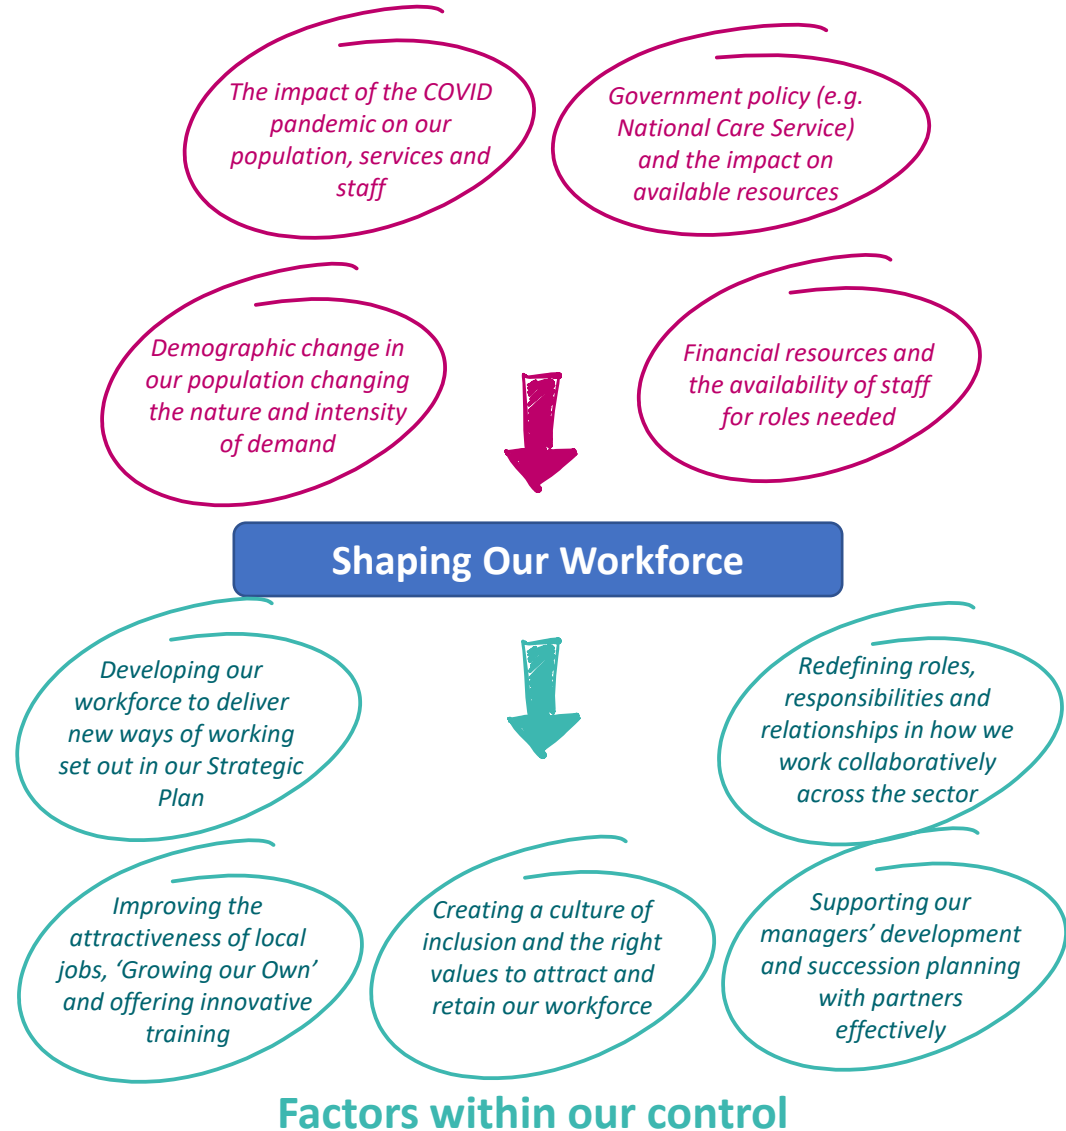 The impact of the COVID
pandemic on our
population, services and
staff
Government policy (e.g.
National Care Service)
and the impact on
available resources
Demographic change in
our population changing
the nature and intensity
of demand
Financial resources and
the availability of staff
for roles needed
Shaping Our Workforce
Developing our
workforce to deliver
new ways of working
set out in our Strategic
Plan
Redefining roles,
responsibilities and
relationships in how we
work collaboratively
across the sector
Improving the
attractiveness of local
jobs, ‘Growing our Own’
and offering innovative
training
Creating a culture of
inclusion and the right
values to attract and
retain our workforce
Supporting our
managers’ development
and succession planning
with partners
effectively
Factors within our control